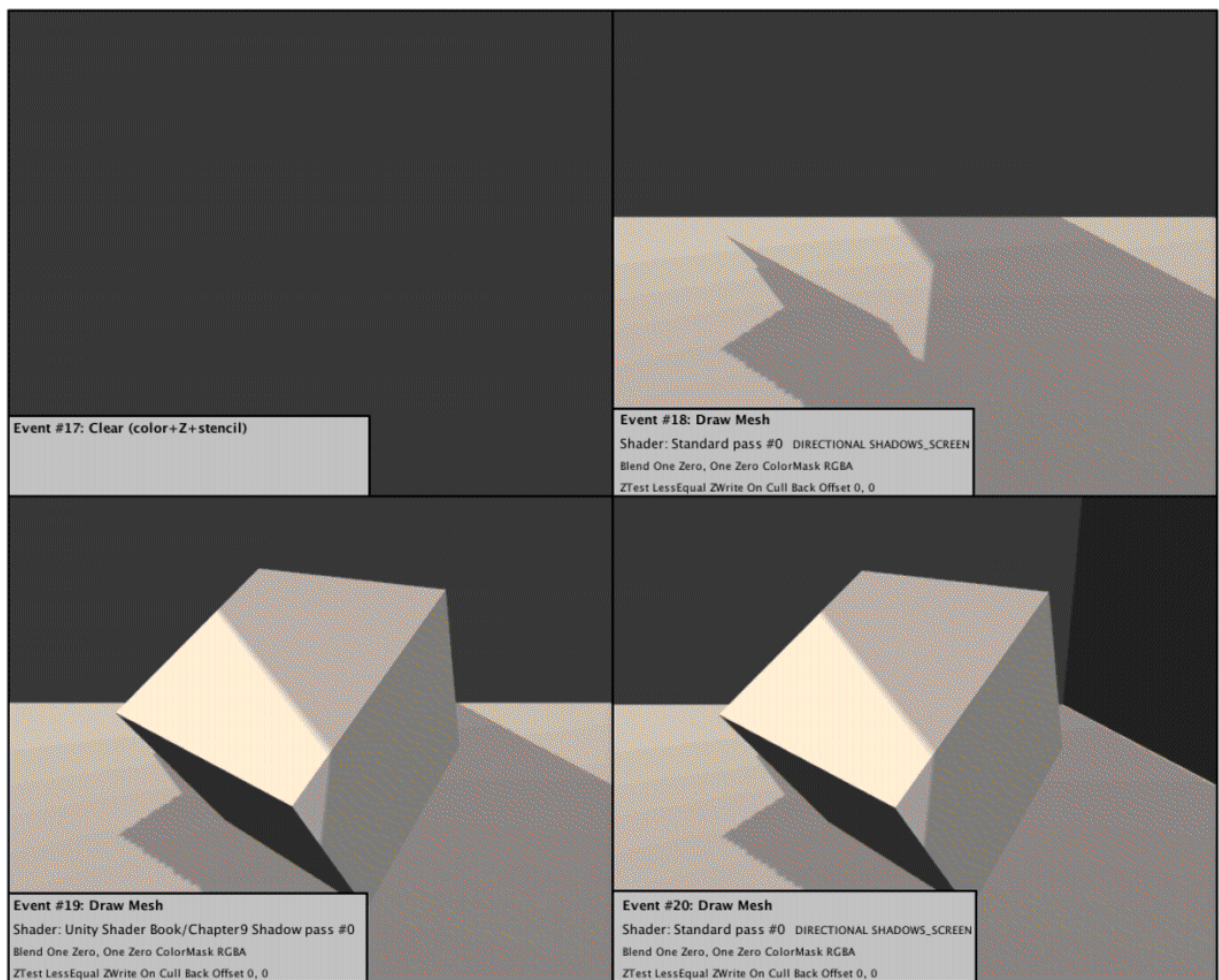 Event #17: Clear (color+Z+stencil)
Event #18: Draw Mesh
Shader: Standard pass #0 DIRECTIONAL SHADOWS_SCREEN
Blend One Zero, One Zero ColorMask RGBA
ZTest LessEqual ZWrite On Cull Back Offset 0, 0
Event #19: Draw Mesh
Shader: Unity Shader Book/Chapter9 Shadow pass #0
Blend One Zero, One Zero ColorMask RGBA
ZTest LessEqual ZWrite On Cull Back Offset 0, 0
Event #20: Draw Mesh
Shader: Standard pass #0 DIRECTIONAL SHADOWS_SCREEN
Blend One Zero, One Zero ColorMask RGBA
ZTest LessEqual ZWrite On Cull Back Offset 0, 0